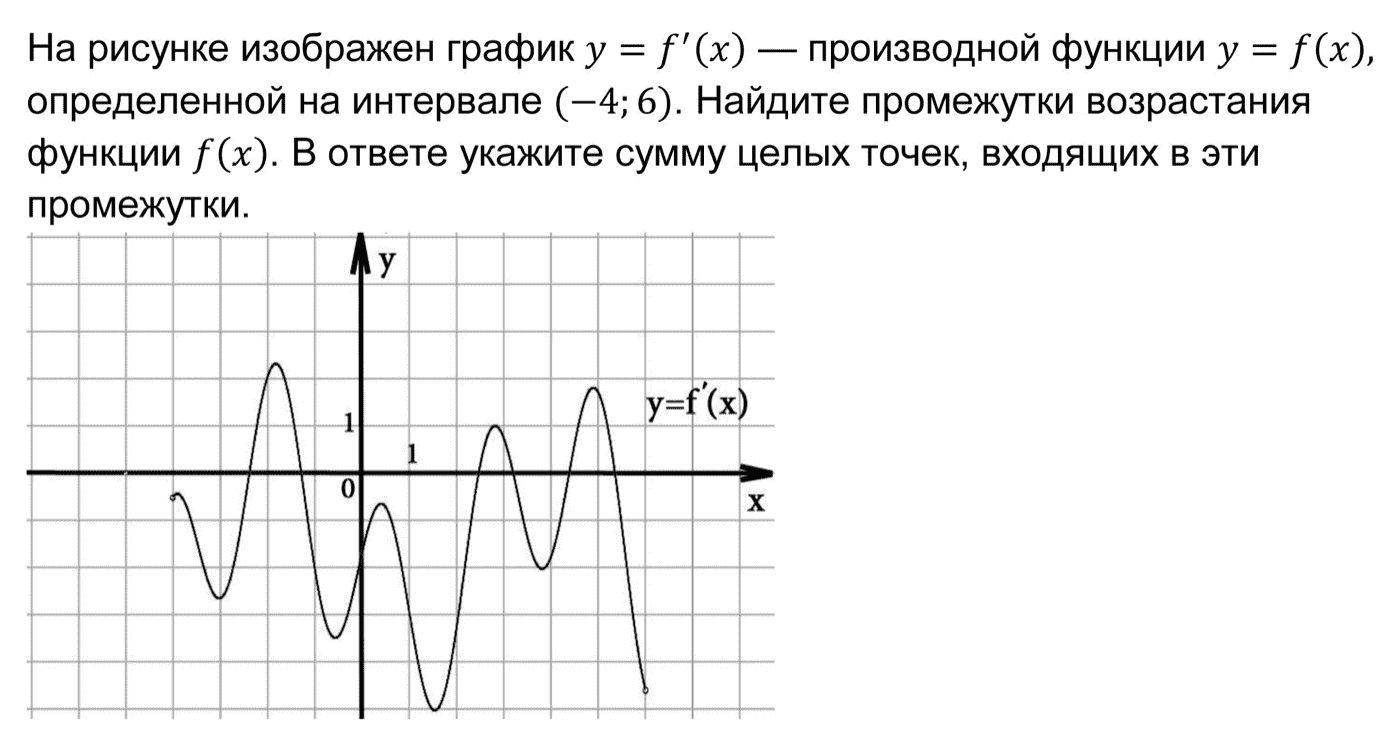 На рисунке изображен график y = f′(x) — производной функции y = f(x),
определенной на интервале (−4; 6). Найдите промежутки возрастания
функции f(x). В ответе укажите сумму целых точек, входящих в эти
промежутки.
y
y=f′(x)
1
1
0
x